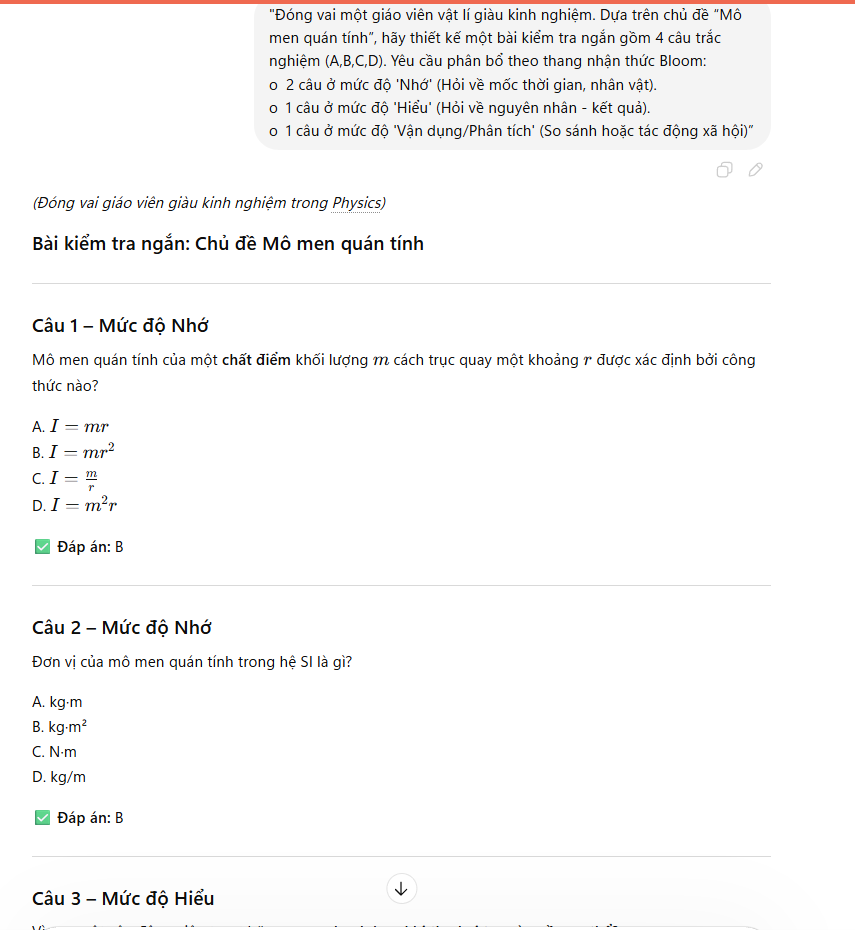 "Đóng vai một giáo viên vật lí giàu kinh nghiệm. Dựa trên chủ đề “Mô
men quán tính”, hãy thiết kế một bài kiểm tra ngắn gồm 4 câu trắc
nghiệm (A,B,C,D). Yêu cầu phân bổ theo thang nhận thức Bloom:
o 2 câu ở mức độ 'Nhớ' (Hỏi về mốc thời gian, nhân vật).
o 1 câu ở mức độ 'Hiểu' (Hỏi về nguyên nhân - kết quả).
o 1 câu ở mức độ 'Vận dụng/Phân tích' (So sánh hoặc tác động xã hội)”
(Đóng vai giáo viên giàu kinh nghiệm trong Physics)
Bài kiểm tra ngắn: Chủ đề Mô men quán tính
Câu 1 – Mức độ Nhớ
Mô men quán tính của một chất điểm khối lượng m cách trục quay một khoảng r được xác định bởi công
thức nào?
A. I = mr
B. I = mr²
C. I = m/r
D. I = m²r
✅ Đáp án: B
Câu 2 – Mức độ Nhớ
Đơn vị của mô men quán tính trong hệ SI là gì?
A. kg·m
B. kg·m²
C. N·m
D. kg/m
✅ Đáp án: B
Câu 3 – Mức độ Hiểu